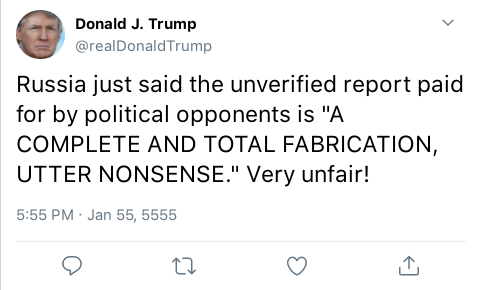 Donald J. Trump
@realDonaldTrump
Russia just said the unverified report paid
for by political opponents is "A
COMPLETE AND TOTAL FABRICATION,
UTTER NONSENSE." Very unfair!
5:55 PM · Jan 55, 5555